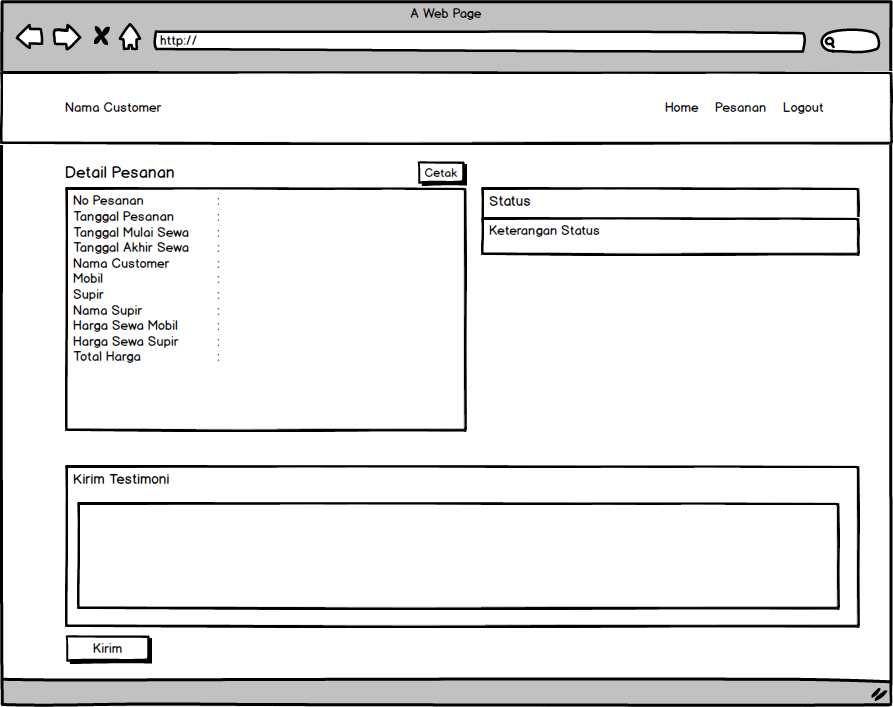 A Web Page
http://
Nama Customer
Home Pesanan Logout
Detail Pesanan
Cetak
No Pesanan :
Tanggal Pesanan :
Tanggal Mulai Sewa :
Tanggal Akhir Sewa :
Nama Customer :
Mobil :
Supir :
Nama Supir :
Harga Sewa Mobil :
Harga Sewa Supir :
Total Harga :
Status
Keterangan Status
Kirim Testimoni
Kirim